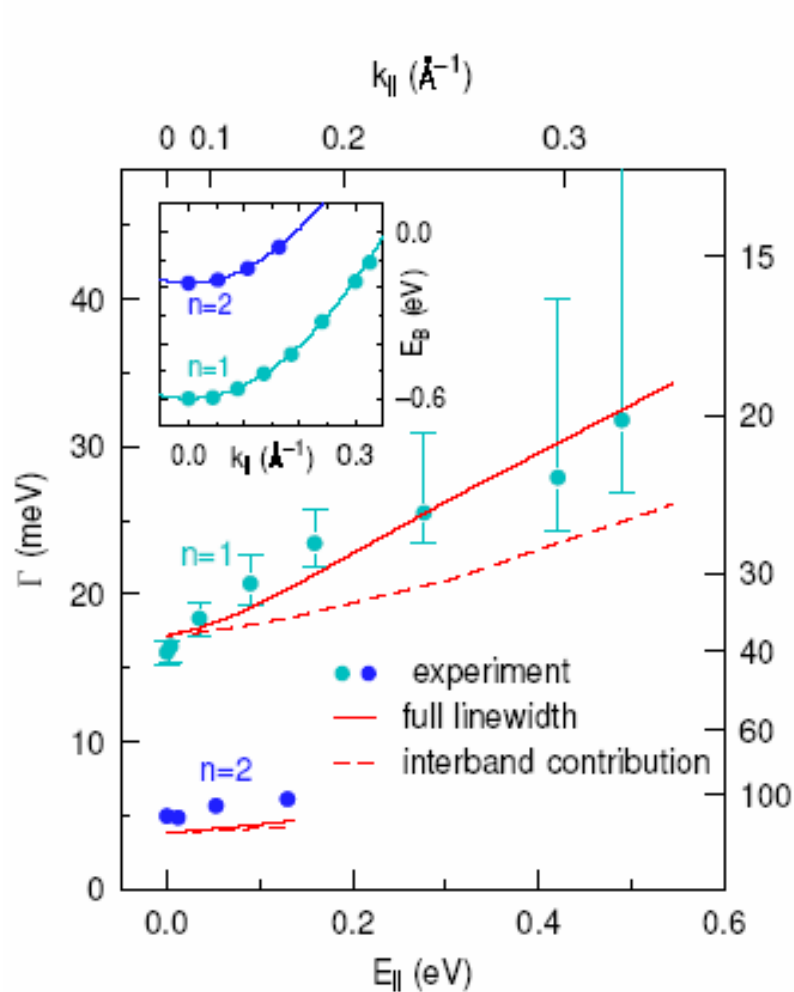 k|| (Å⁻¹)
0 0.1 0.2 0.3
0.0
n=2
E_B (eV)
n=1
−0.6
0.0 k|| (Å⁻¹) 0.3
15
40
20
30
Γ (meV)
n=1
30
20
experiment
40
full linewidth
60
10
interband contribution
n=2
100
0
0.0 0.2 0.4 0.6
E|| (eV)